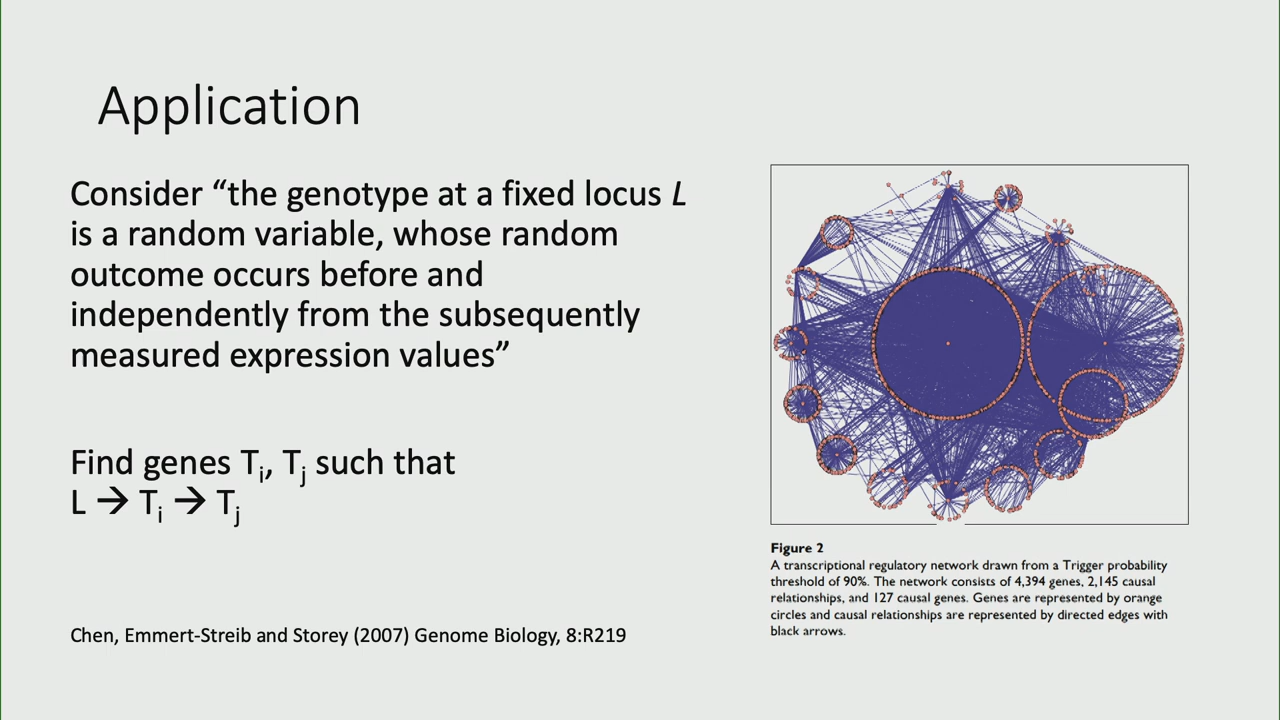 Application
Consider “the genotype at a fixed locus L
is a random variable, whose random
outcome occurs before and
independently from the subsequently
measured expression values”
Find genes Ti, Tj such that
L → Ti → Tj
Chen, Emmert-Streib and Storey (2007) Genome Biology, 8:R219
Figure 2
A transcriptional regulatory network drawn from a Trigger probability
threshold of 90%. The network consists of 4,394 genes, 2,145 causal
relationships, and 127 causal genes. Genes are represented by orange
circles and causal relationships are represented by directed edges with
black arrows.